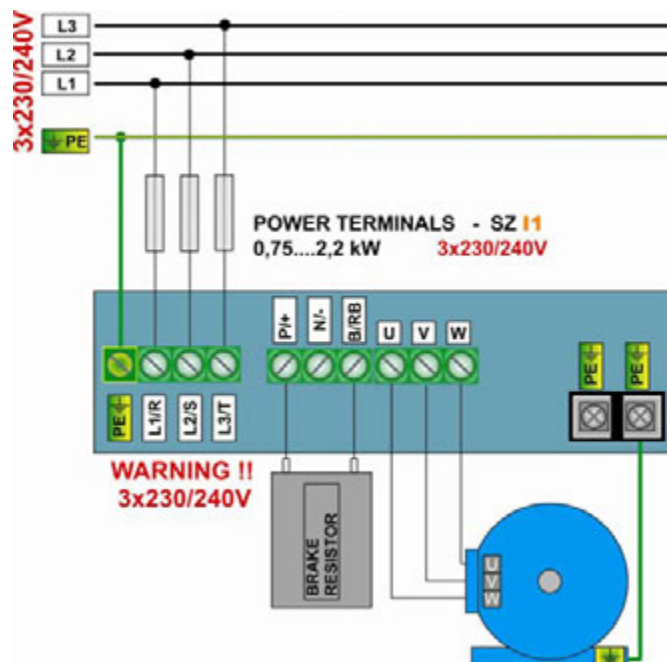 L3
L2
L1
3x230/240V
PE
POWER TERMINALS - SZ I1
0,75....2,2 kW 3x230/240V
P/+
N/-
B/RB
U
V
W
PE
PE
PE
L1/R
L2/S
L3/T
WARNING !!
3x230/240V
BRAKE
RESISTOR
U
V
W